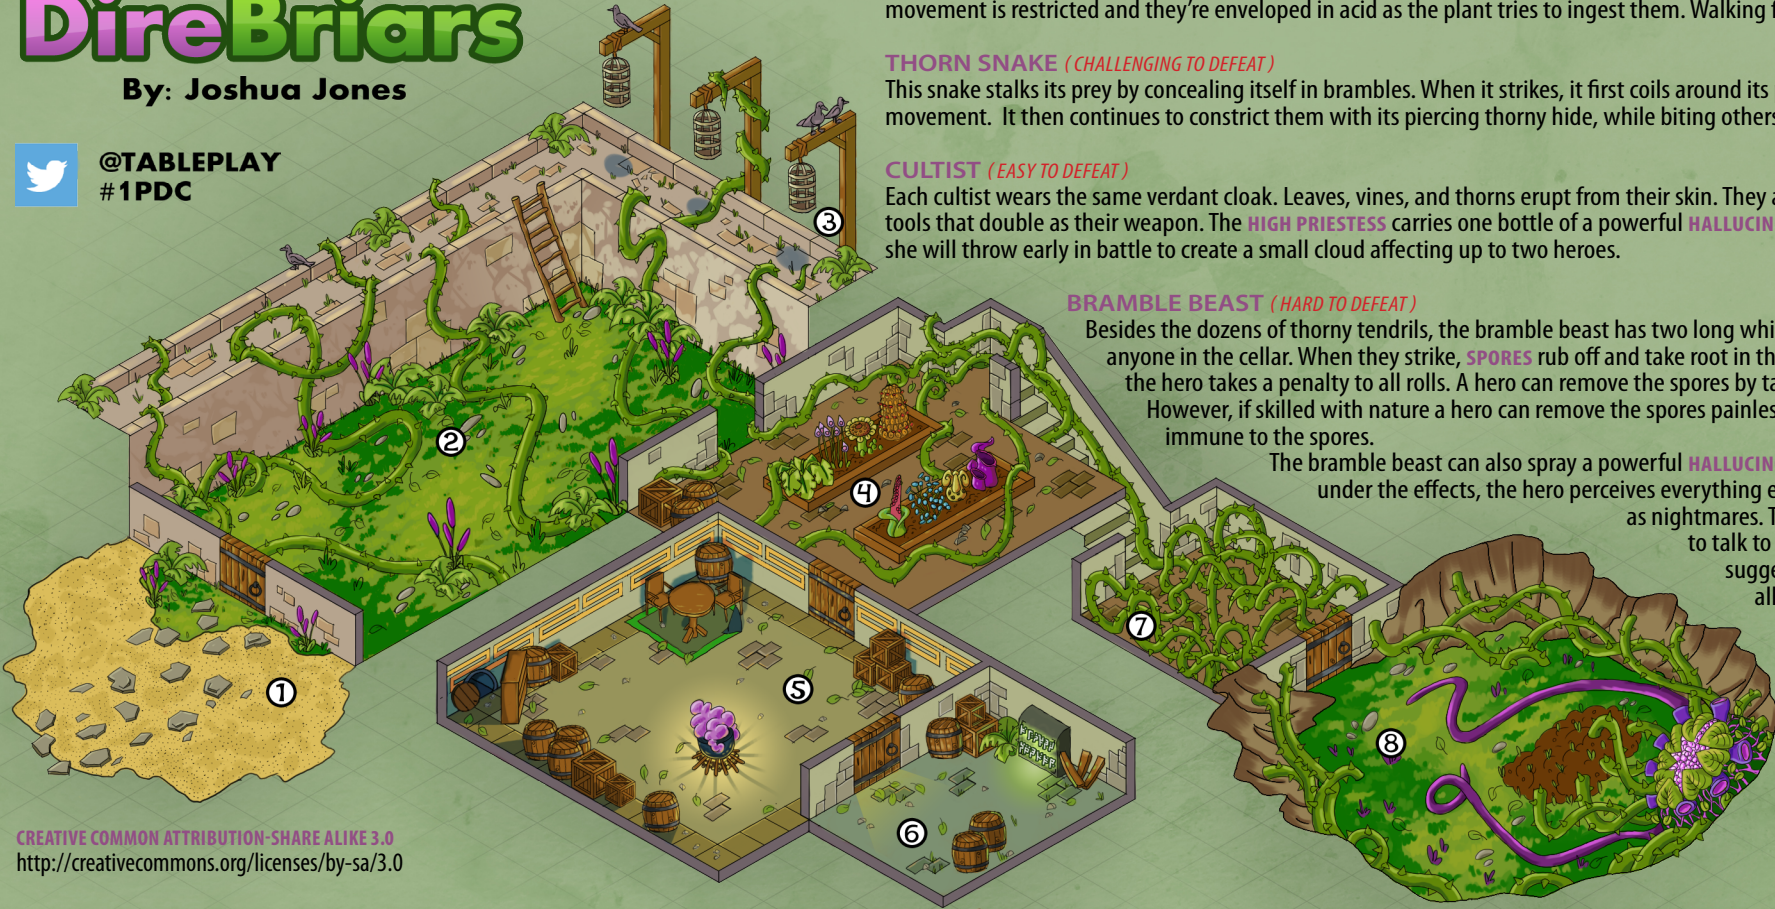 DireBriars
By: Joshua Jones
@TABLEPLAY
#1PDC
movement is restricted and they're enveloped in acid as the plant tries to ingest them. Walking
THORN SNAKE (CHALLENGING TO DEFEAT)
This snake stalks its prey by concealing itself in brambles. When it strikes, it first coils around its
movement. It then continues to constrict them with its piercing thorny hide, while biting others
CULTIST (EASY TO DEFEAT)
Each cultist wears the same verdant cloak. Leaves, vines, and thorns erupt from their skin. They
tools that double as their weapon. The HIGH PRIESTESS carries one bottle of a powerful HALLUCIN
she will throw early in battle to create a small cloud affecting up to two heroes.
BRAMBLE BEAST (HARD TO DEFEAT)
Besides the dozens of thorny tendrils, the bramble beast has two long whi
anyone in the cellar. When they strike, SPORES rub off and take root in th
the hero takes a penalty to all rolls. A hero can remove the spores by ta
However, if skilled with nature a hero can remove the spores painles
immune to the spores.
The bramble beast can also spray a powerful HALLUCIN
under the effects, the hero perceives everything e
as nightmares. T
to talk to
sugge
all
3
2
4
7
1
5
8
6
CREATIVE COMMON ATTRIBUTION-SHARE ALIKE 3.0
http://creativecommons.org/licenses/by-sa/3.0